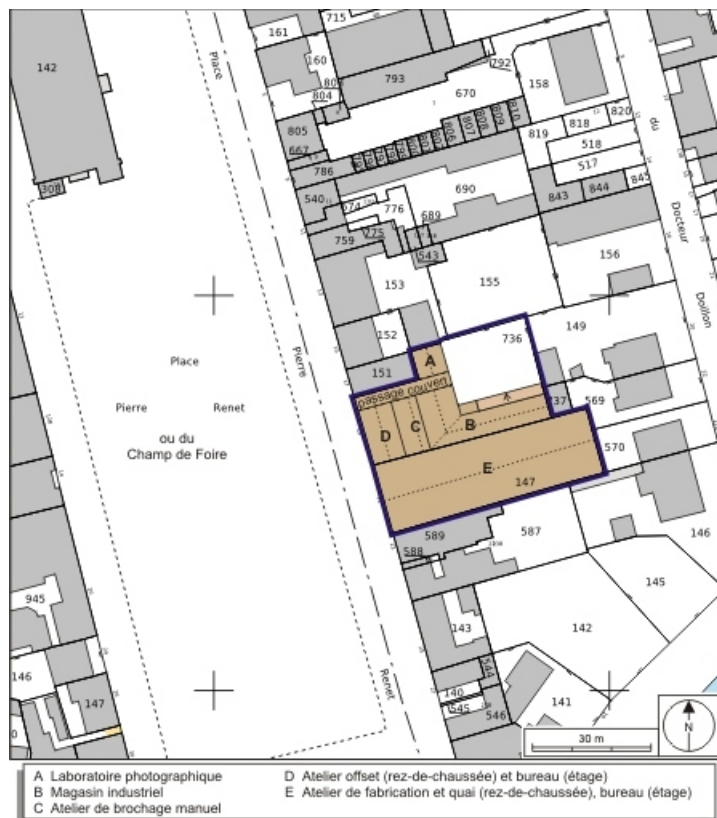 715
161
142
160
Place
793
792
804
670
158
805
667
786
806
807
808
809
810
819
818
820
518
517
du
308
540
674
776
690
843
844
845
759
775
689
543
Docteur
153
155
156
Doillon
152
736
149
Place
Pierre
A
151
passage couvert
Pierre Renet
737
569
ou du
Champ de Foire
D
C
B
570
E
147
589
587
588
146
945
145
143
142
146
Renet
544
147
140
545
546
141
N
30 m
A Laboratoire photographique
B Magasin industriel
C Atelier de brochage manuel
D Atelier offset (rez-de-chaussée) et bureau (étage)
E Atelier de fabrication et quai (rez-de-chaussée), bureau (étage)